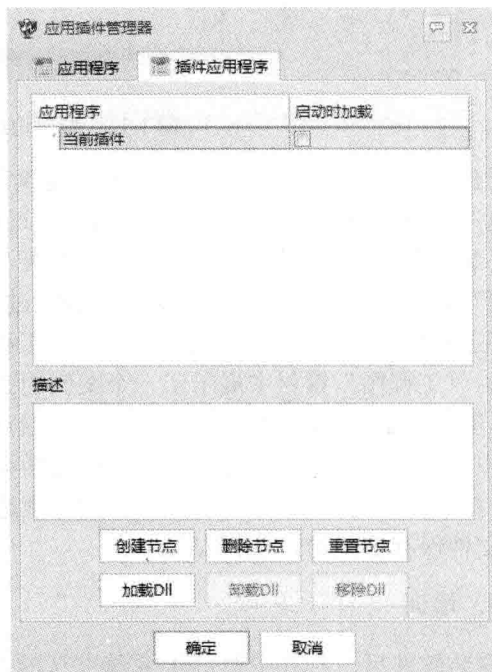 应用插件管理器
应用程序 插件应用程序
应用程序 启动时加载
当前插件
描述
创建节点 删除节点 重置节点
加载Dll 卸载Dll 移除Dll
确定 取消